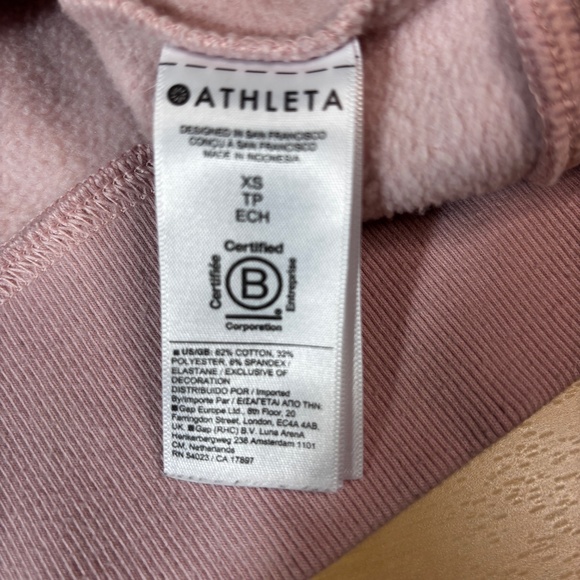 ATHLETA
DESIGNED IN SAN FRANCISCO
CONÇU A SAN FRANCISCO
MADE IN INDONESIA
XS
TP
ECH
Certified
Certifiée
B
Entreprise
Corporation
US/GB: 62% COTTON, 32%
POLYESTER, 6% SPANDEX /
ELASTANE / EXCLUSIVE OF
DECORATION
DISTRIBUIDO POR / Imported
By/Importe Par / ΕΙΣΑΓΕΤΑΙ ΑΠΟ ΤΗΝ:
Gap Europe Ltd., 8th Floor, 20
Farringdon Street, London, EC4A 4AB,
UK. Gap (RHC) B.V. Luna ArenA
Herikerbergweg 238 Amsterdam 1101
CM, Netherlands
RN 54023 / CA 17897